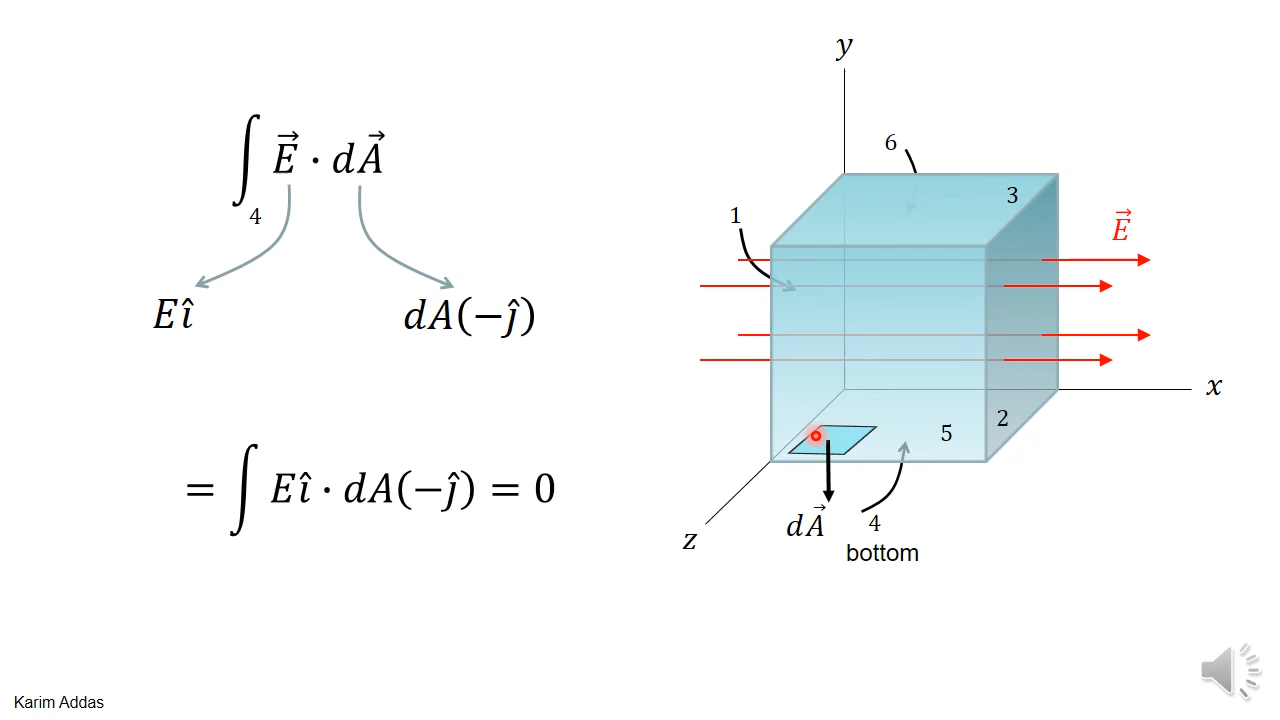 ∫₄ E⃗ · dA⃗
Eî
dA(−ĵ)
= ∫ Eî · dA(−ĵ) = 0
y
6
3
1
E⃗
x
2
5
dA⃗
4
z
bottom
Karim Addas